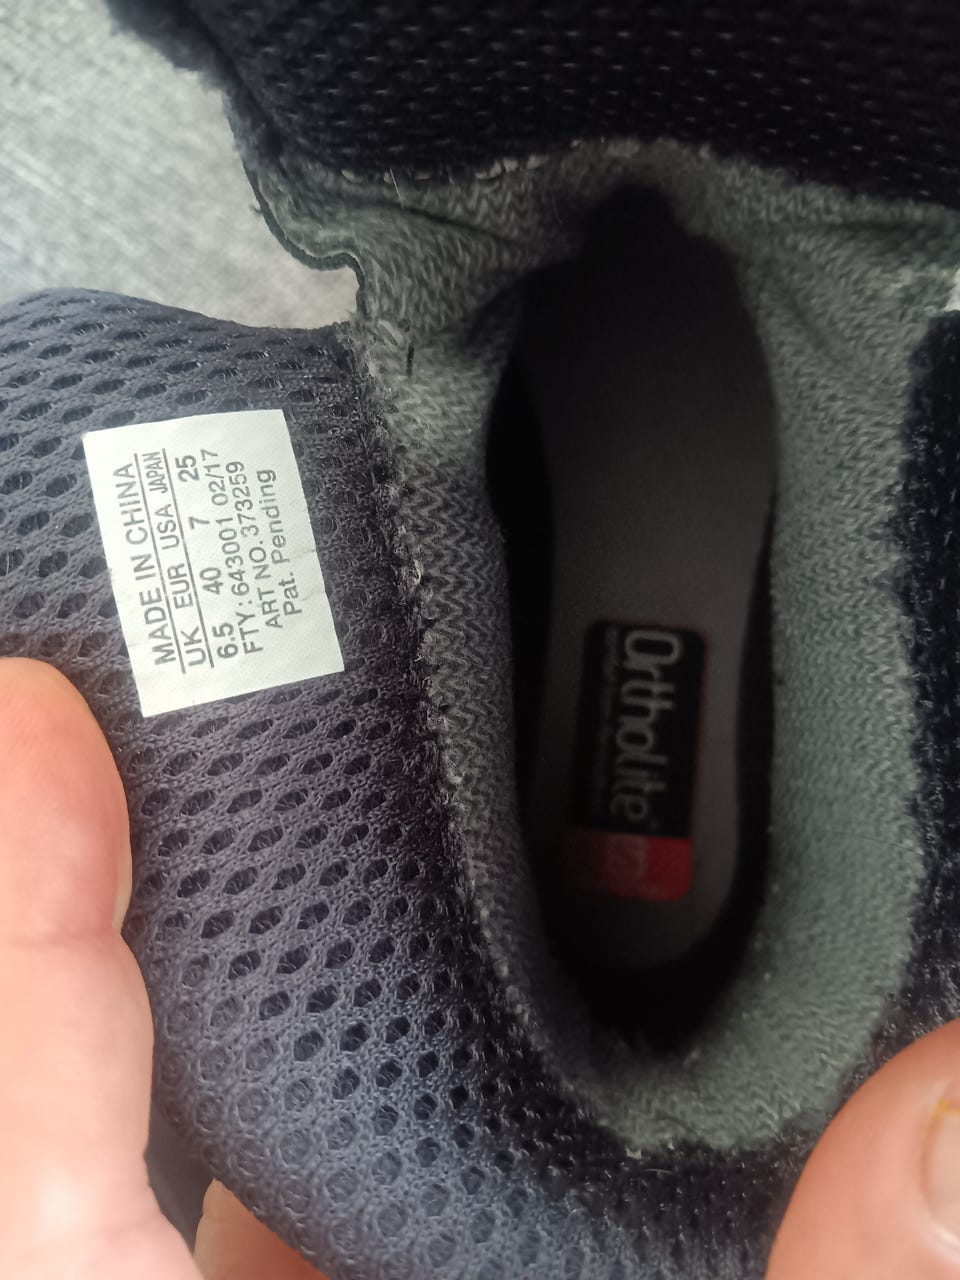 MADE IN CHINA
UK EUR USA JAPAN
6.5 40 7 25
FTY: 643001 02/17
ART NO. 373259
Pat. Pending
OrthoLite